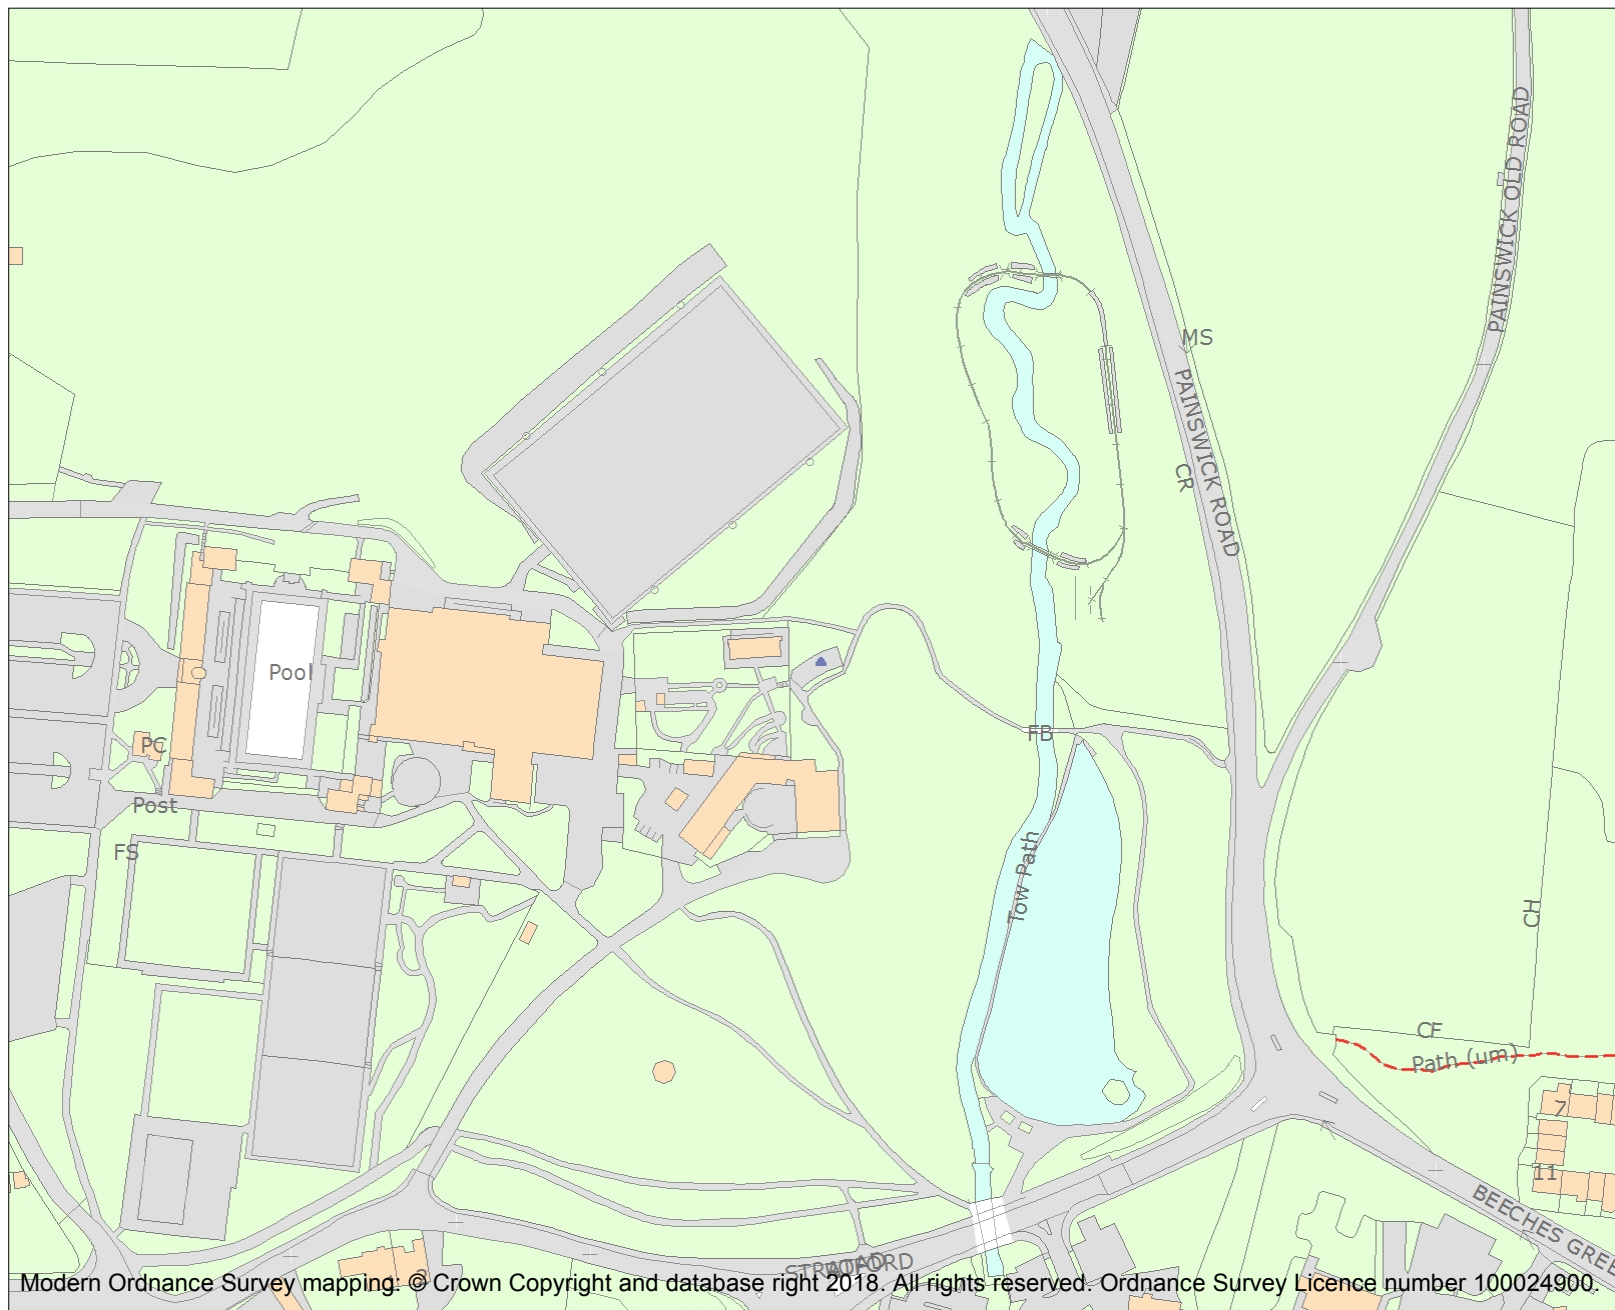 PAINSWICK OLD ROAD
MS
PAINSWICK ROAD
CR
Pool
PC
FB
Post
FS
Tow Path
CH
CF
Path (um)
7
11
BEECHES GREE
Modern Ordnance Survey mapping: © Crown Copyright and database right 2018. All rights reserved. Ordnance Survey Licence number 100024900.